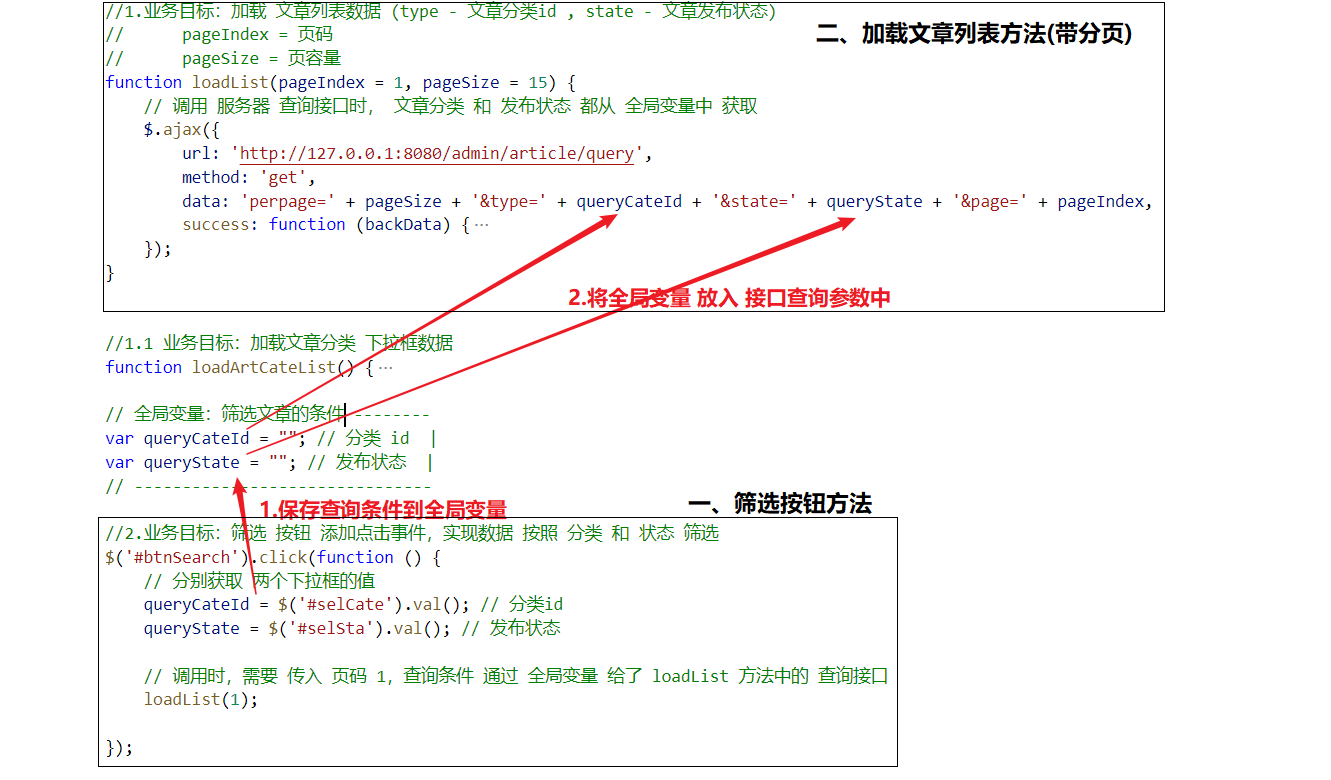 //1.业务目标：加载 文章列表数据 (type - 文章分类id , state - 文章发布状态)
//      pageIndex = 页码
二、加载文章列表方法(带分页)
//      pageSize = 页容量
function loadList(pageIndex = 1, pageSize = 15) {
    // 调用 服务器 查询接口时， 文章分类 和 发布状态 都从 全局变量中 获取
    $.ajax({
        url: 'http://127.0.0.1:8080/admin/article/query',
        method: 'get',
        data: 'perpage=' + pageSize + '&type=' + queryCateId + '&state=' + queryState + '&page=' + pageIndex,
        success: function (backData) {…
    });
}
2.将全局变量 放入 接口查询参数中
//1.1 业务目标：加载文章分类 下拉框数据
function loadArtCateList() {…
// 全局变量：筛选文章的条件 --------
var queryCateId = ""; // 分类 id  |
var queryState = ""; // 发布状态  |
// -------------------------------
一、筛选按钮方法
1.保存查询条件到全局变量
//2.业务目标：筛选 按钮 添加点击事件，实现数据 按照 分类 和 状态 筛选
$('#btnSearch').click(function () {
    // 分别获取 两个下拉框的值
    queryCateId = $('#selCate').val(); // 分类id
    queryState = $('#selSta').val(); // 发布状态
    // 调用时，需要 传入 页码 1，查询条件 通过 全局变量 给了 loadList 方法中的 查询接口
    loadList(1);
});